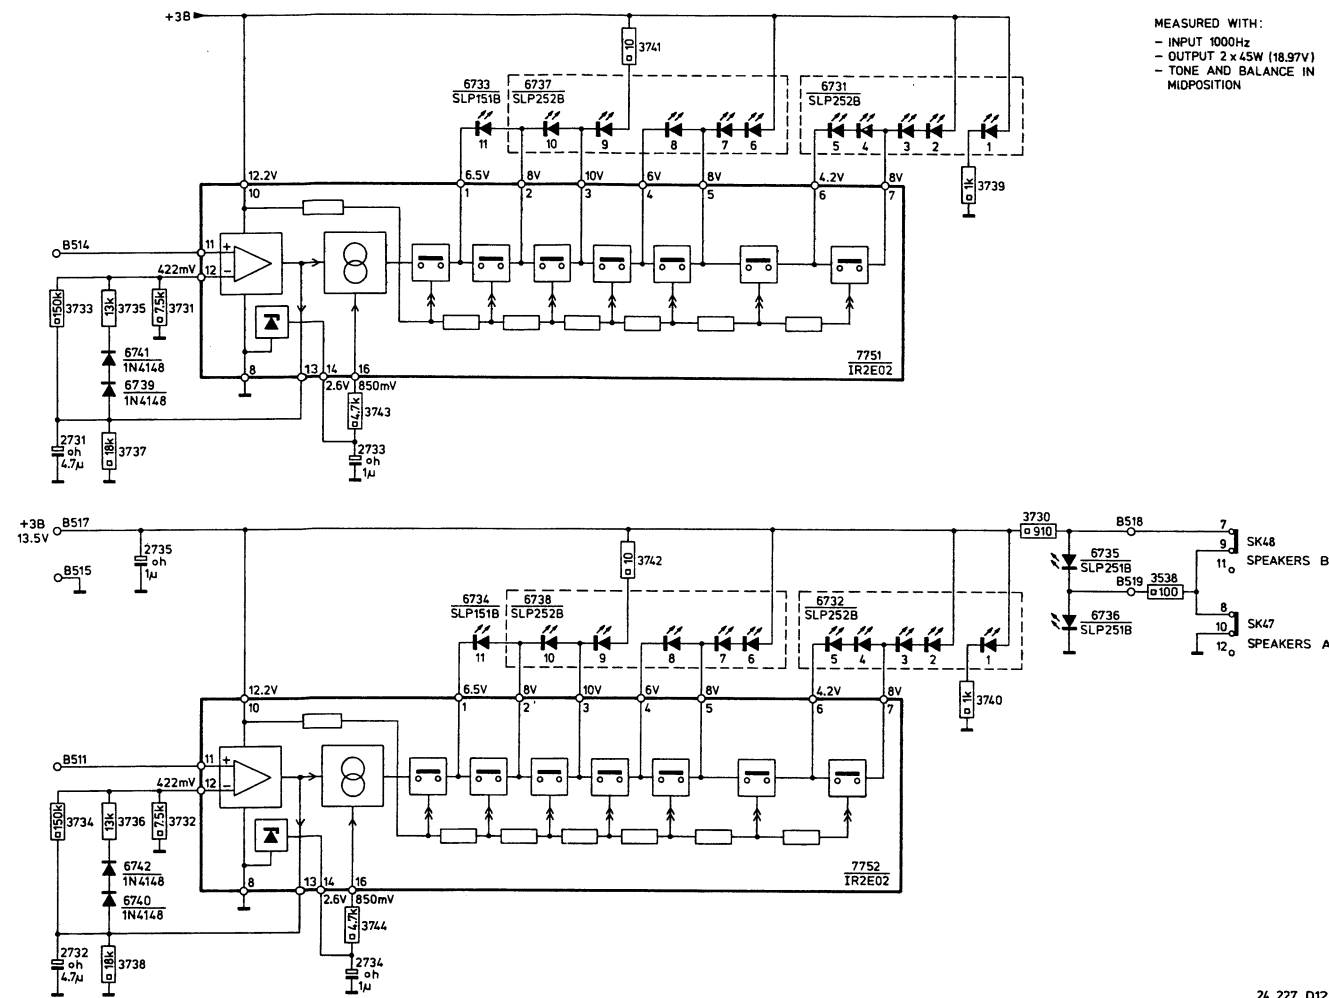 +3B
MEASURED WITH:
- INPUT 1000Hz
- OUTPUT 2 x 45W (18.97V)
- TONE AND BALANCE IN
MIDPOSITION
10 3741
6733
SLP151B
6737
SLP252B
6731
SLP252B
11 10 9 8 7 6 5 4 3 2 1
1k 3739
12.2V 6.5V 8V 10V 6V 8V 4.2V 8V
10 1 2 3 4 5 6 7
B514
11 +
422mV 12 -
150k 3733 13k 3735 7.5k 3731
6741
1N4148
6739
1N4148
7751
IR2E02
8 13 14 16
2.6V 850mV
4.7k 3743
2731
oh
4.7µ
18k 3737
2733
oh
1µ
+3B
13.5V
B517
2735
oh
1µ
B515
10 3742
3730
910
B518
7
9
11
SK48
SPEAKERS B
6735
SLP251B
B519
3538
100
6736
SLP251B
8
10
12
SK47
SPEAKERS A
6734
SLP151B
6738
SLP252B
6732
SLP252B
11 10 9 8 7 6 5 4 3 2 1
1k 3740
12.2V 6.5V 8V 10V 6V 8V 4.2V 8V
10 1 2 3 4 5 6 7
B511
11 +
422mV 12 -
150k 3734 13k 3736 7.5k 3732
6742
1N4148
6740
1N4148
7752
IR2E02
8 13 14 16
2.6V 850mV
4.7k 3744
2732
oh
4.7µ
18k 3738
2734
oh
1µ
24 227 D12